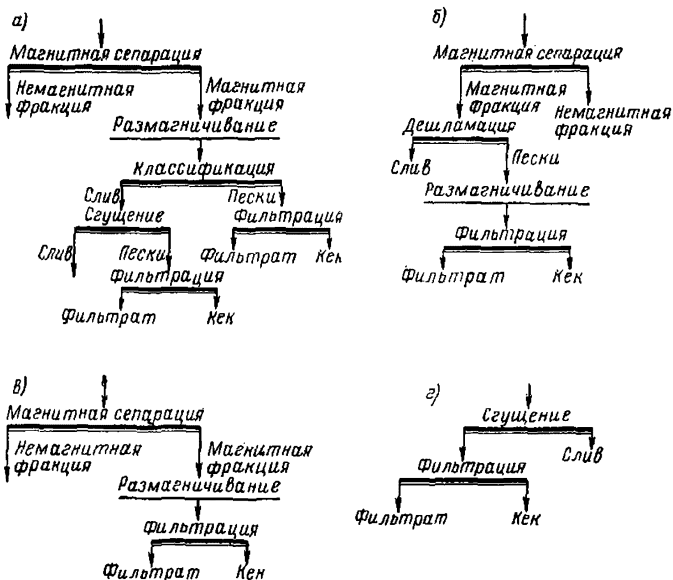 а)
Магнитная сепарация
Немагнитная
фракция
Магнитная
фракция
Размагничивание
Классификация
Слив
Пески
Сгущение
Фильтрация
Слив
Пески
Фильтрат
Кек
Фильтрация
Фильтрат
Кек
б)
Магнитная сепарация
Магнитная
фракция
Немагнитная
фракция
Дешламация
Слив
Пески
Размагничивание
Фильтрация
Фильтрат
Кек
в)
Магнитная сепарация
Немагнитная
фракция
Магнитная
фракция
Размагничивание
Фильтрация
Фильтрат
Кек
г)
Сгущение
Слив
Фильтрация
Фильтрат
Кек